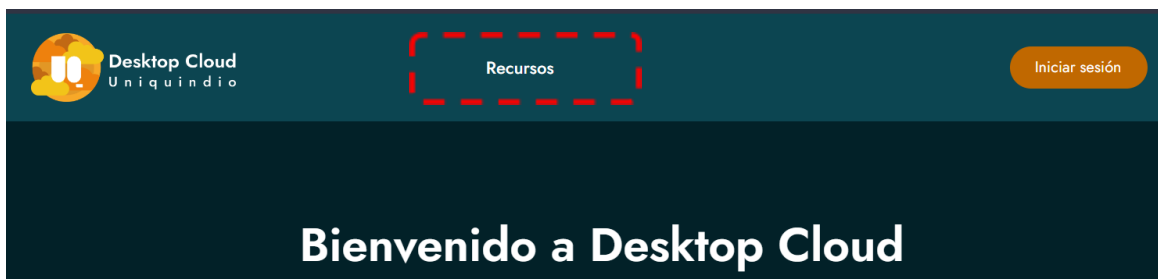 Desktop Cloud
Uniquindio
Recursos
Iniciar sesión
Bienvenido a Desktop Cloud